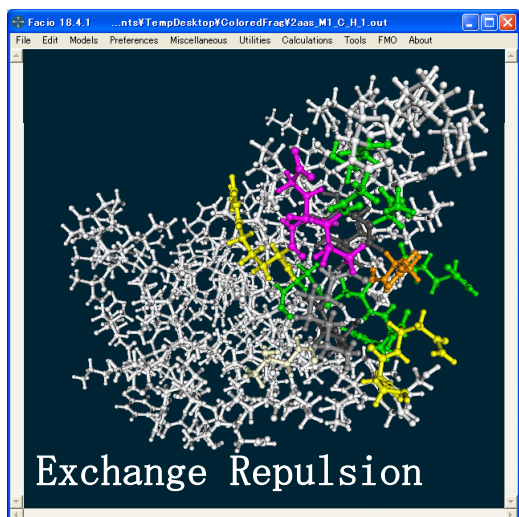 Facio 18.4.1 ...nts¥TempDesktop¥ColoredFrag¥2aas_M1_C_H_1.out
File Edit Models Preferences Miscellaneous Utilities Calculations Tools FMO About
Exchange Repulsion